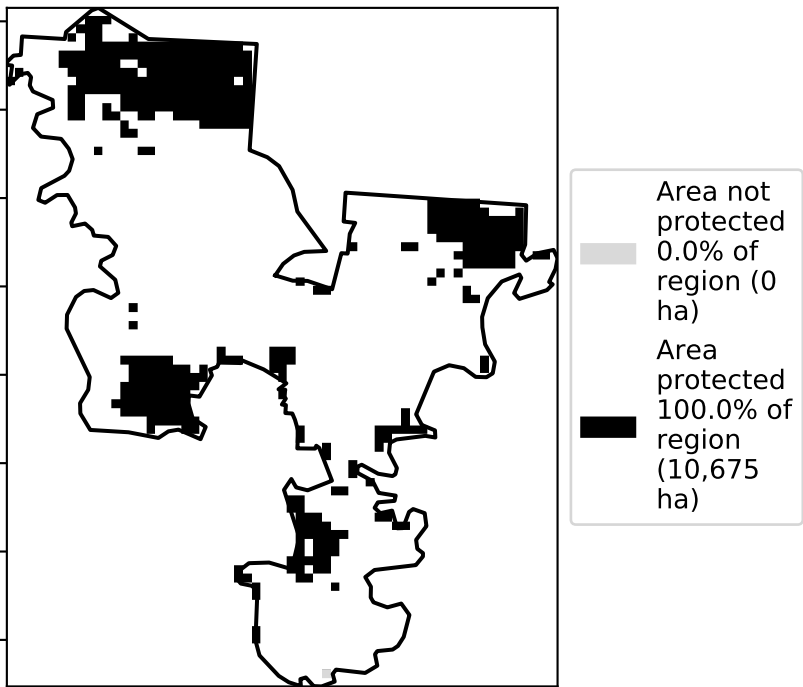 Area not
protected
0.0% of
region (0
ha)
Area
protected
100.0% of
region
(10,675
ha)